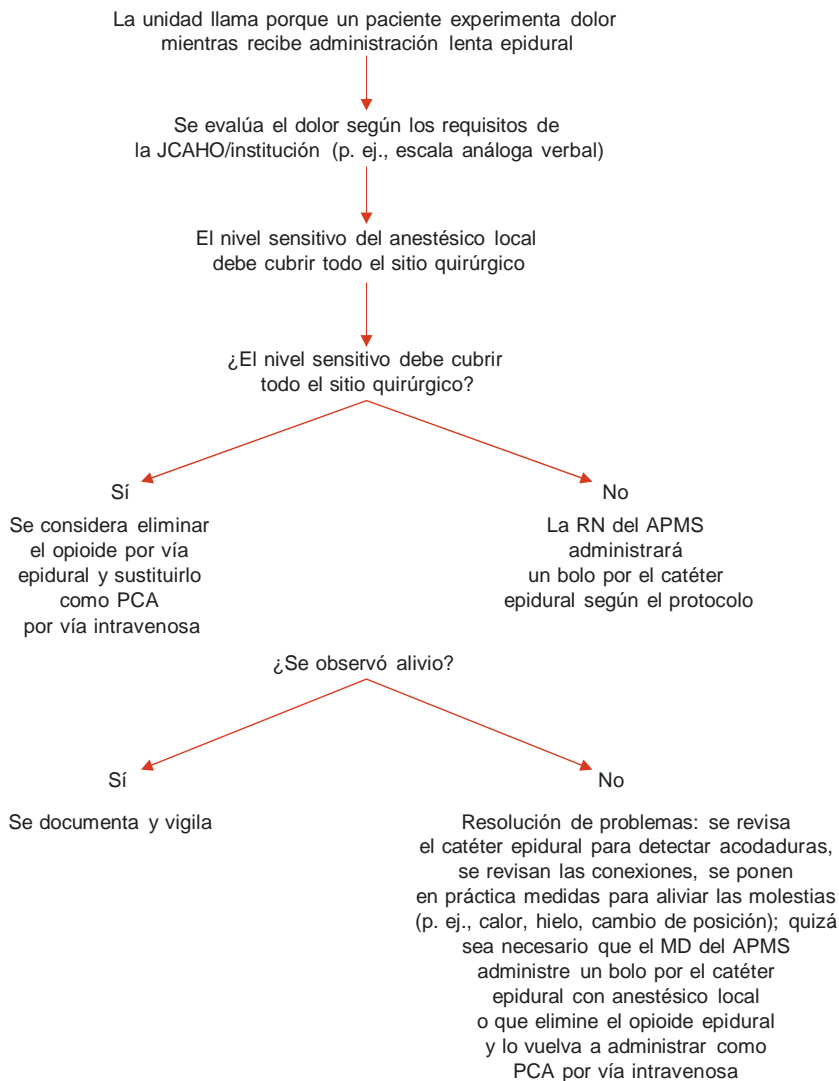 La unidad llama porque un paciente experimenta dolor
mientras recibe administración lenta epidural
Se evalúa el dolor según los requisitos de
la JCAHO/institución (p. ej., escala análoga verbal)
El nivel sensitivo del anestésico local
debe cubrir todo el sitio quirúrgico
¿El nivel sensitivo debe cubrir
todo el sitio quirúrgico?
Sí
Se considera eliminar
el opioide por vía
epidural y sustituirlo
como PCA
por vía intravenosa
No
La RN del APMS
administrará
un bolo por el catéter
epidural según el protocolo
¿Se observó alivio?
Sí
Se documenta y vigila
No
Resolución de problemas: se revisa
el catéter epidural para detectar acodaduras,
se revisan las conexiones, se ponen
en práctica medidas para aliviar las molestias
(p. ej., calor, hielo, cambio de posición); quizá
sea necesario que el MD del APMS
administre un bolo por el catéter
epidural con anestésico local
o que elimine el opioide epidural
y lo vuelva a administrar como
PCA por vía intravenosa